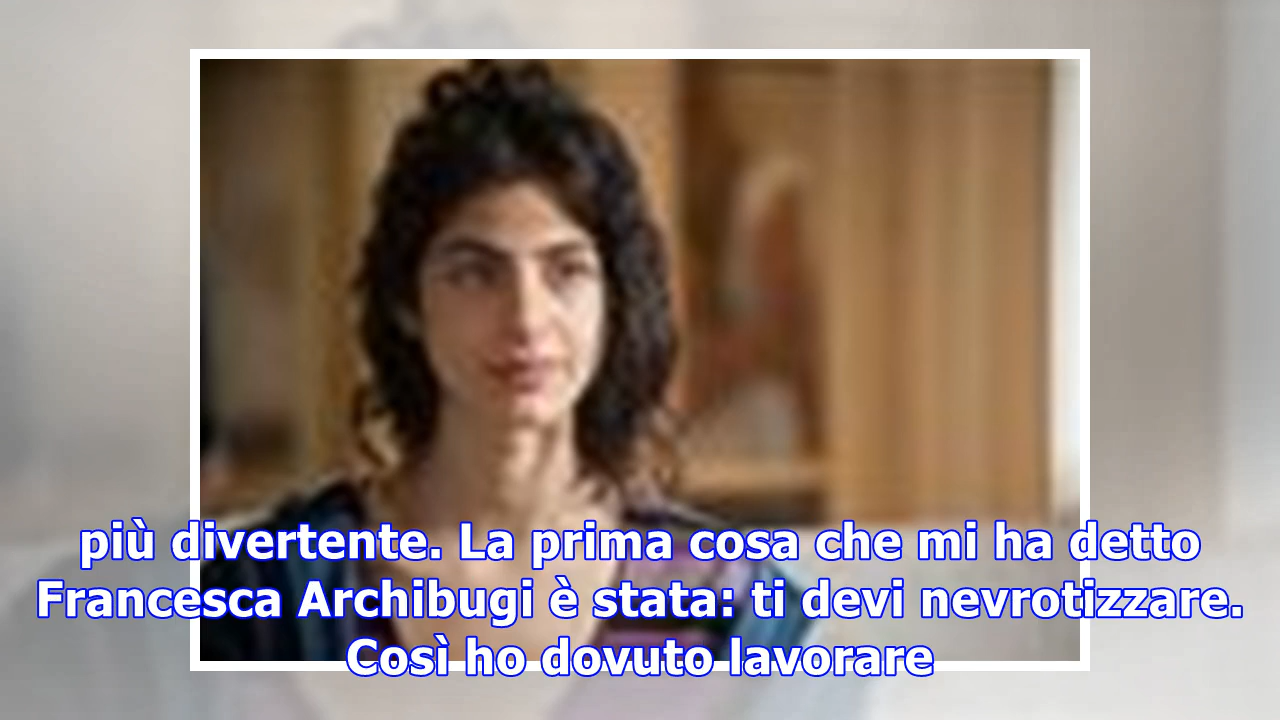 più divertente. La prima cosa che mi ha detto
Francesca Archibugi è stata: ti devi nevrotizzare.
Così ho dovuto lavorare